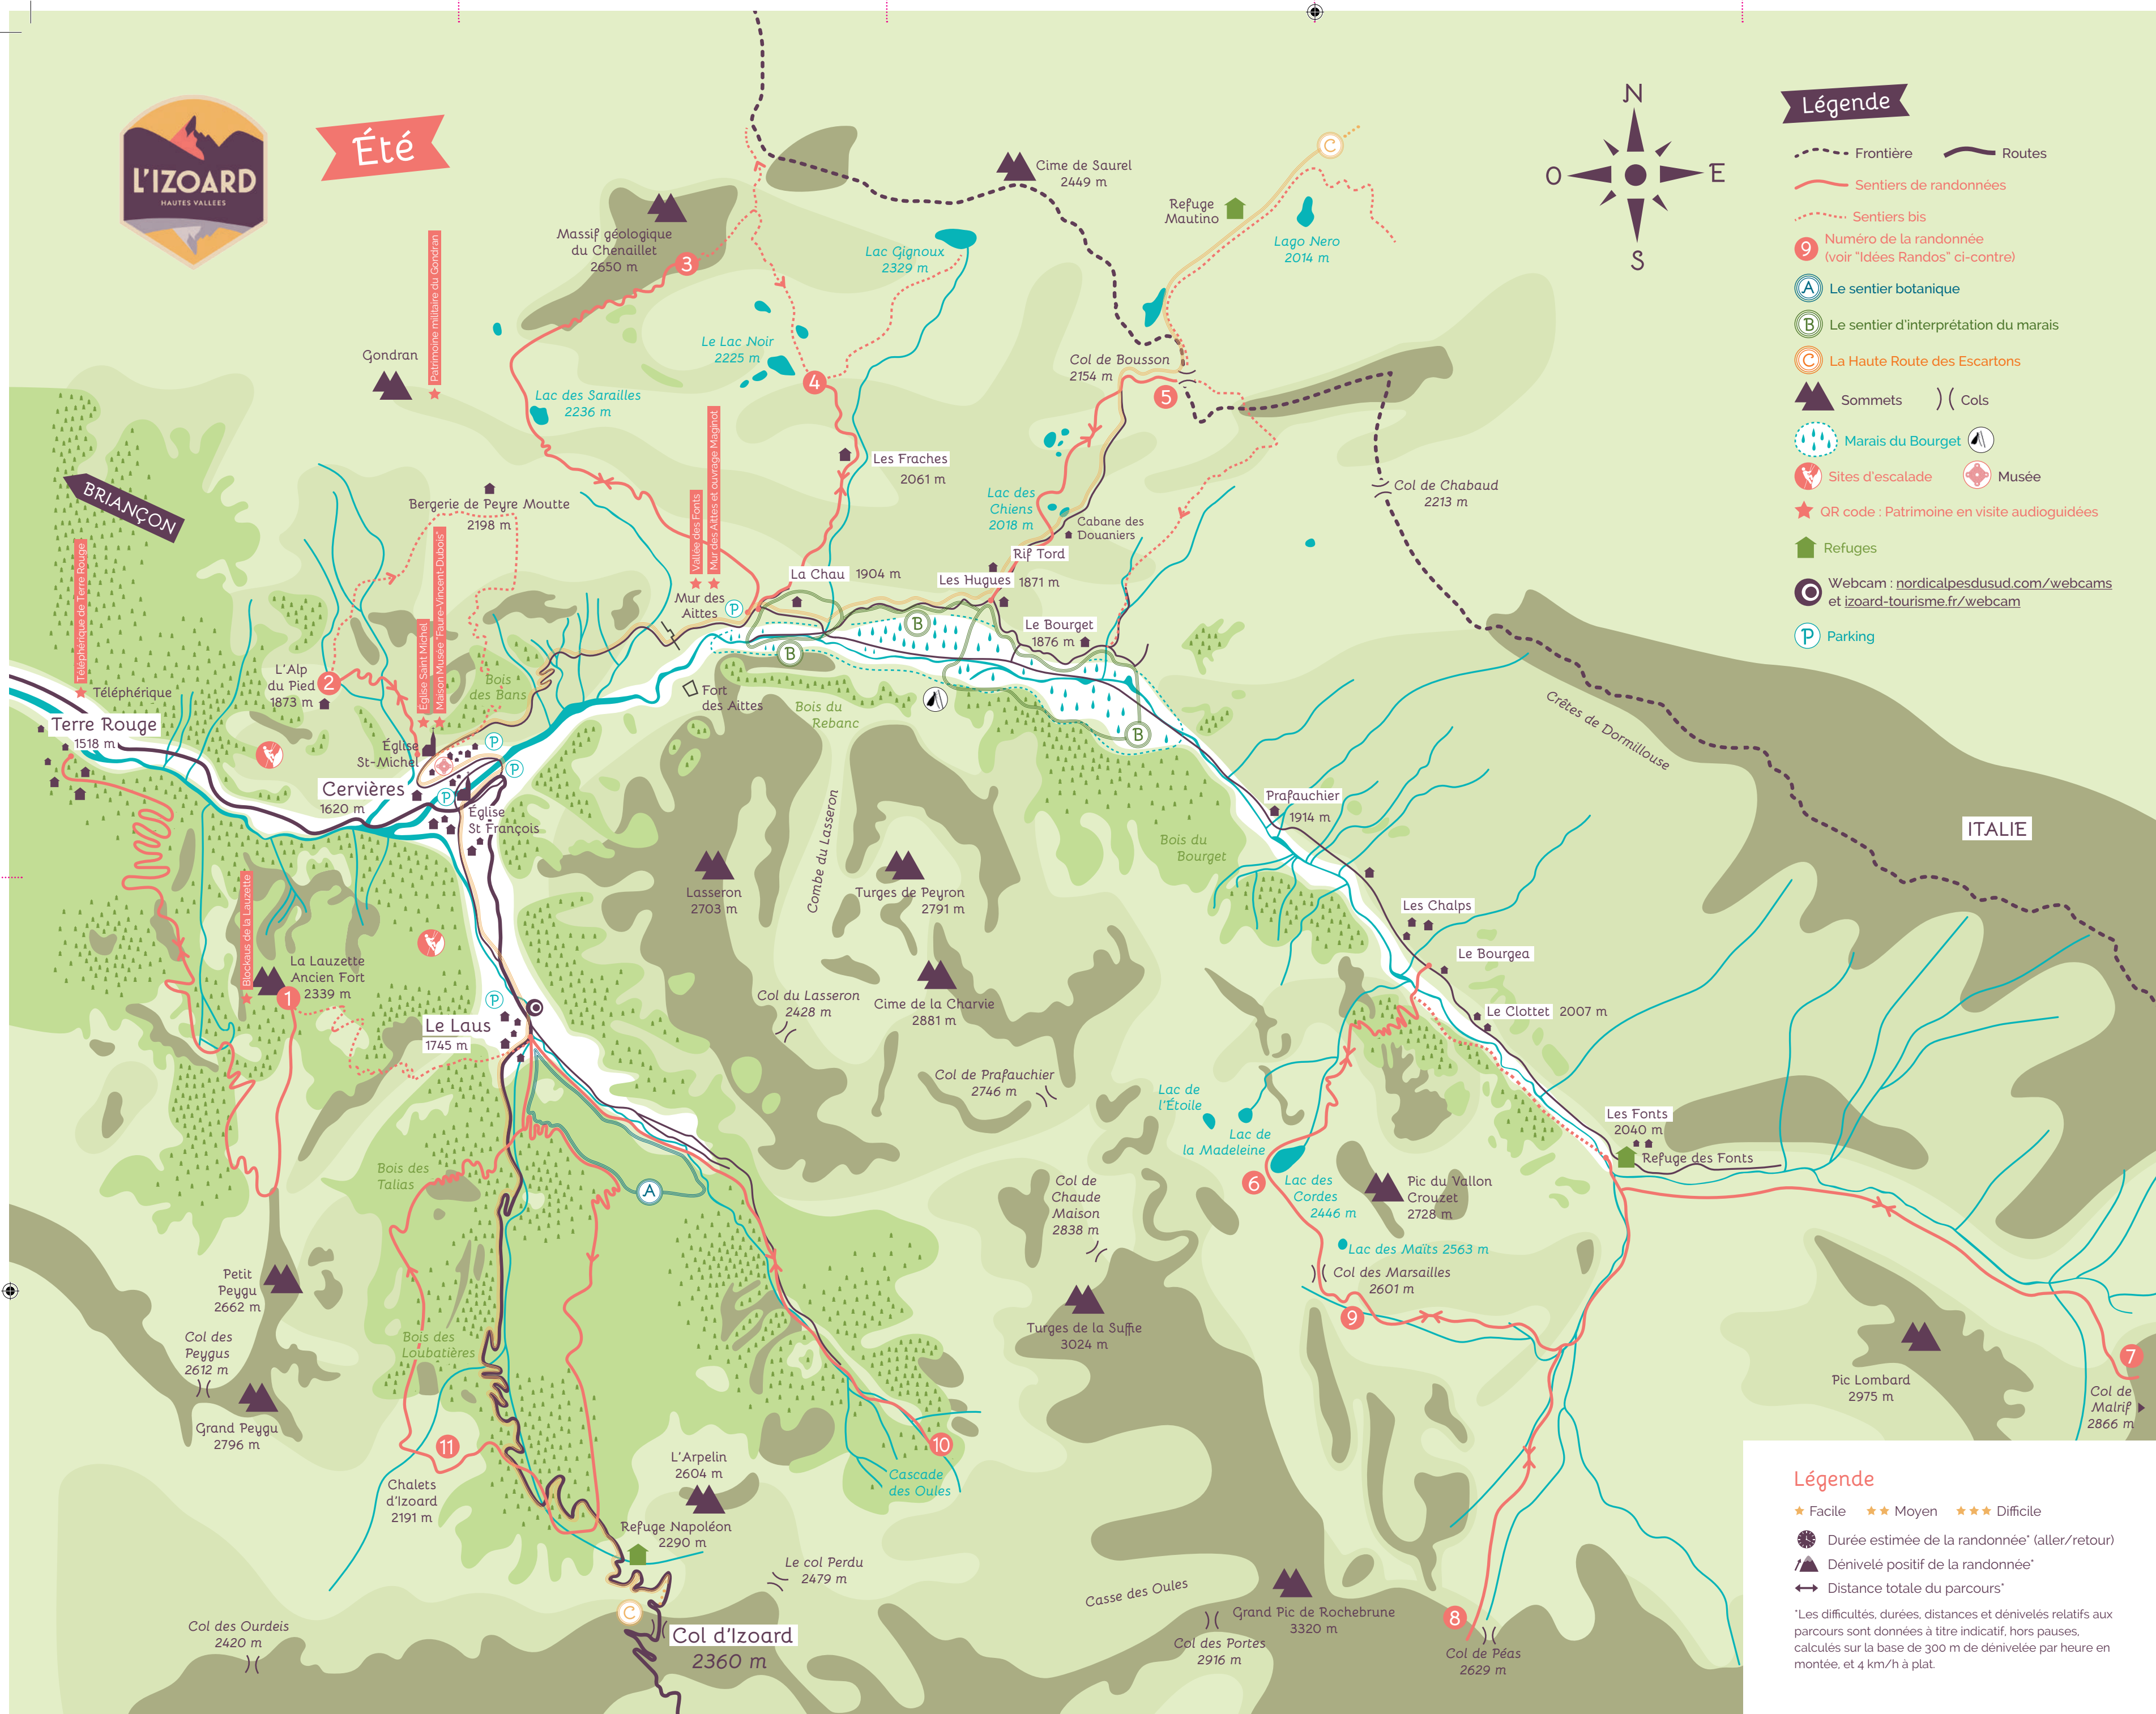 L'IZOARD
HAUTES VALLEES
Été
N
O
E
S
Légende
Frontière
Routes
Sentiers de randonnées
Sentiers bis
9
Numéro de la randonnée
(voir "Idées Randos" ci-contre)
A
Le sentier botanique
B
Le sentier d'interprétation du marais
C
La Haute Route des Escartons
Sommets
Cols
Marais du Bourget
Sites d'escalade
Musée
QR code : Patrimoine en visite audioguidées
Refuges
Webcam : nordicalpesdusud.com/webcams
et izoard-tourisme.fr/webcam
P
Parking
Cime de Saurel
2449 m
C
Refuge
Mautino
Lago Nero
2014 m
Massif géologique
du Chenaillet
2650 m
3
Lac Gignoux
2329 m
Patrimoine militaire du Gondran
Gondran
Le Lac Noir
2225 m
4
Col de Bousson
2154 m
5
Lac des Sarailles
2236 m
Les Fraches
2061 m
BRIANÇON
Bergerie de Peyre Moutte
2198 m
Vallée des Fonts
Mur des Aittes et ouvrage Maginot
Lac des
Chiens
2018 m
Cabane des
Douaniers
Col de Chabaud
2213 m
Rif Tord
La Chau
1904 m
Les Hugues
1871 m
Mur des
Aittes
P
Le Bourget
1876 m
B
B
B
Téléphérique de Terre Rouge
Téléphérique
Terre Rouge
1518 m
L'Alp
du Pied
1873 m
2
Église Saint Michel
Maison Musée "Faure-Vincent-Dubois"
Bois
des Bans
Fort
des Aittes
Bois du
Rebanc
Église
St-Michel
P
P
P
Cervières
1620 m
Église
St François
Crêtes de Dormillouse
ITALIE
Prafauchier
1914 m
Bois du
Bourget
Combe du Lasseron
Lasseron
2703 m
Turges de Peyron
2791 m
Les Chalps
Le Bourgea
Blockaus de la Lauzette
La Lauzette
Ancien Fort
2339 m
1
P
Le Laus
1745 m
Col du Lasseron
2428 m
Cime de la Charvie
2881 m
Le Clottet
2007 m
Col de Prafauchier
2746 m
Lac de
l'Étoile
Lac de
la Madeleine
Les Fonts
2040 m
Refuge des Fonts
6
Lac des
Cordes
2446 m
Pic du Vallon
Crouzet
2728 m
Bois des
Talias
A
Col de
Chaude
Maison
2838 m
Lac des Maïts 2563 m
Col des Marsailles
2601 m
9
Petit
Peygu
2662 m
Col des
Peygus
2612 m
Bois des
Loubatières
Turges de la Suffie
3024 m
Grand Peygu
2796 m
Pic Lombard
2975 m
7
Col de
Malrif
2866 m
11
10
Chalets
d'Izoard
2191 m
L'Arpelin
2604 m
Cascade
des Oules
Refuge Napoléon
2290 m
Le col Perdu
2479 m
Casse des Oules
C
Col d'Izoard
2360 m
Col des Ourdeis
2420 m
Grand Pic de Rochebrune
3320 m
Col des Portes
2916 m
8
Col de Péas
2629 m
Légende
Facile
Moyen
Difficile
Durée estimée de la randonnée* (aller/retour)
Dénivelé positif de la randonnée*
Distance totale du parcours*
*Les difficultés, durées, distances et dénivelés relatifs aux
parcours sont données à titre indicatif, hors pauses,
calculés sur la base de 300 m de dénivelée par heure en
montée, et 4 km/h à plat.